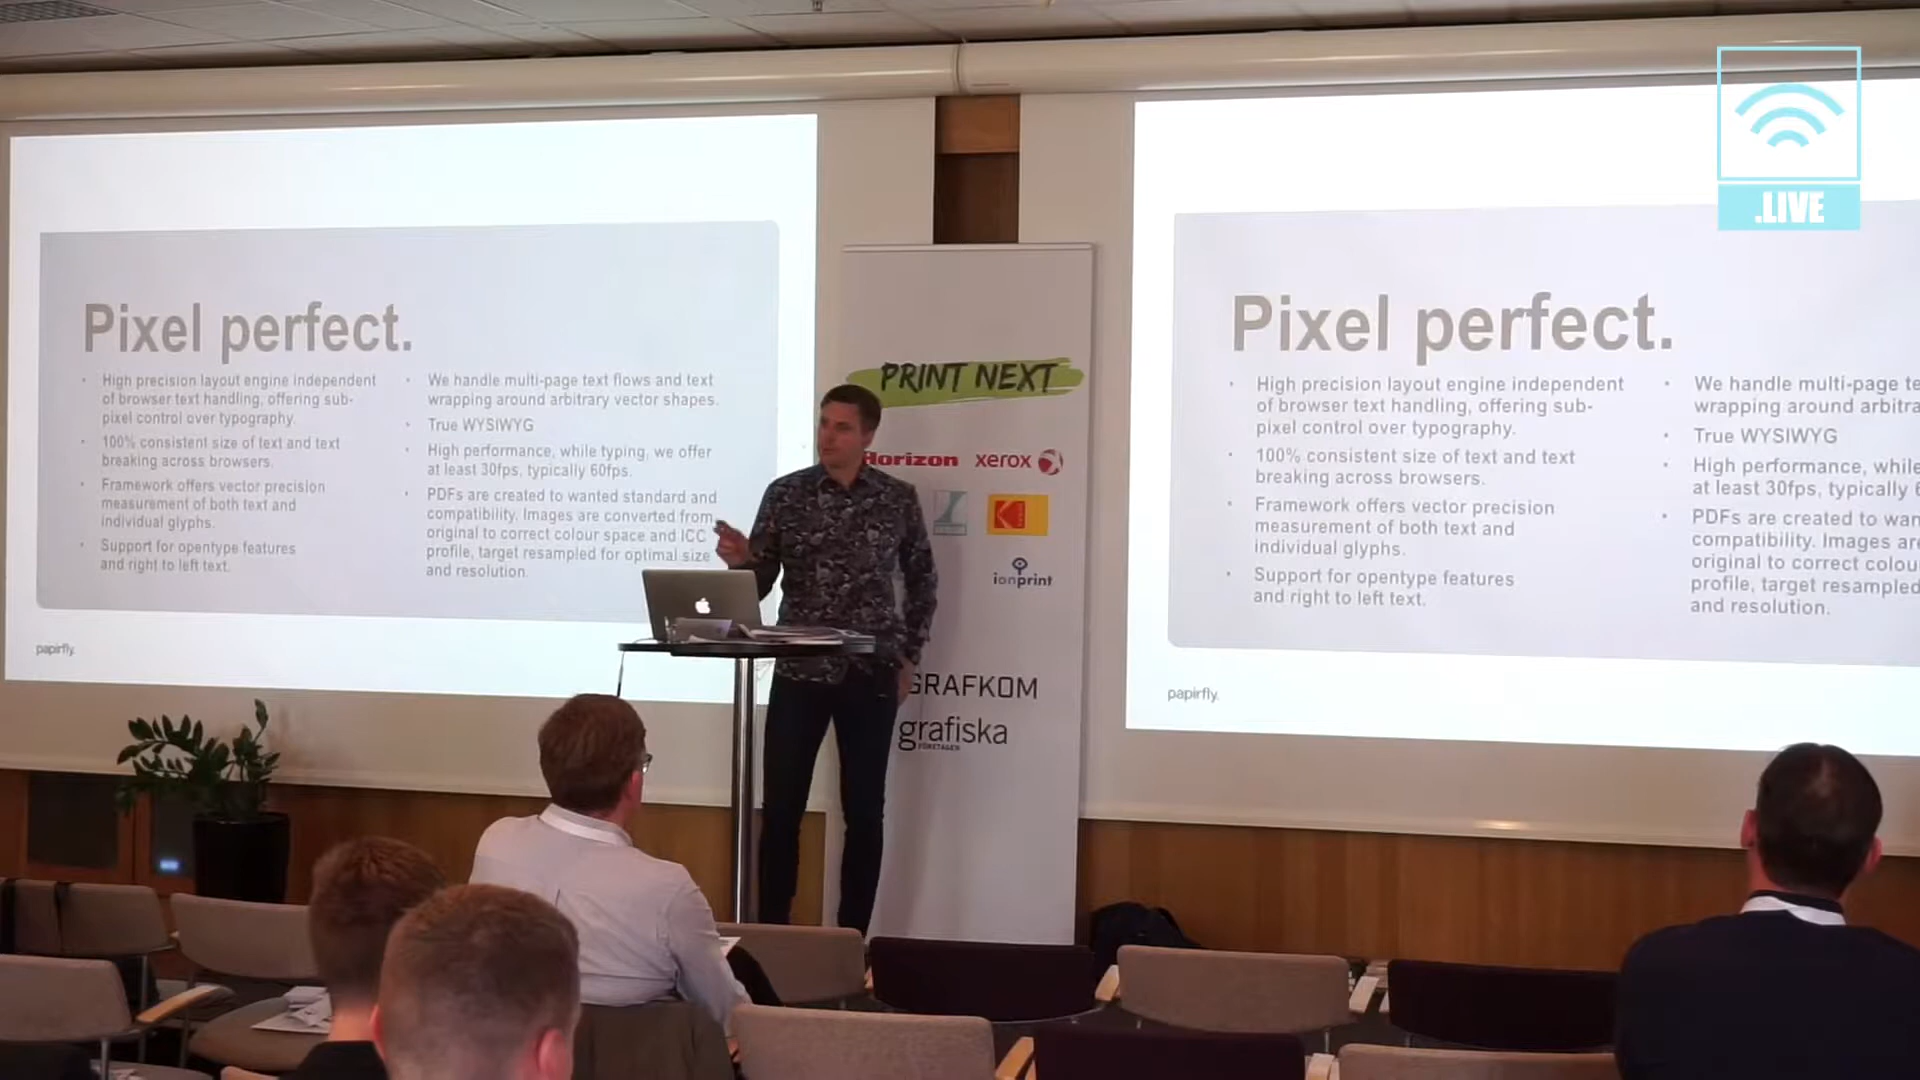 .LIVE
Pixel perfect.
• High precision layout engine independent
of browser text handling, offering sub-
pixel control over typography.
• 100% consistent size of text and text
breaking across browsers.
• Framework offers vector precision
measurement of both text and
individual glyphs.
• Support for opentype features
and right to left text.
• We handle multi-page text flows and text
wrapping around arbitrary vector shapes.
• True WYSIWYG
• High performance, while typing, we offer
at least 30fps, typically 60fps.
• PDFs are created to wanted standard and
compatibility. Images are converted from
original to correct colour space and ICC
profile, target resampled for optimal size
and resolution.
papirfly.
PRINT NEXT
Horizon xerox
Kodak
ionprint
GRAFKOM
grafiska
FÖRETAGEN
Pixel perfect.
• High precision layout engine independent
of browser text handling, offering sub-
pixel control over typography.
• 100% consistent size of text and text
breaking across browsers.
• Framework offers vector precision
measurement of both text and
individual glyphs.
• Support for opentype features
and right to left text.
• We handle multi-page te
wrapping around arbitra
• True WYSIWYG
• High performance, while
at least 30fps, typically 6
• PDFs are created to wan
compatibility. Images are
original to correct colou
profile, target resampled
and resolution.
papirfly.